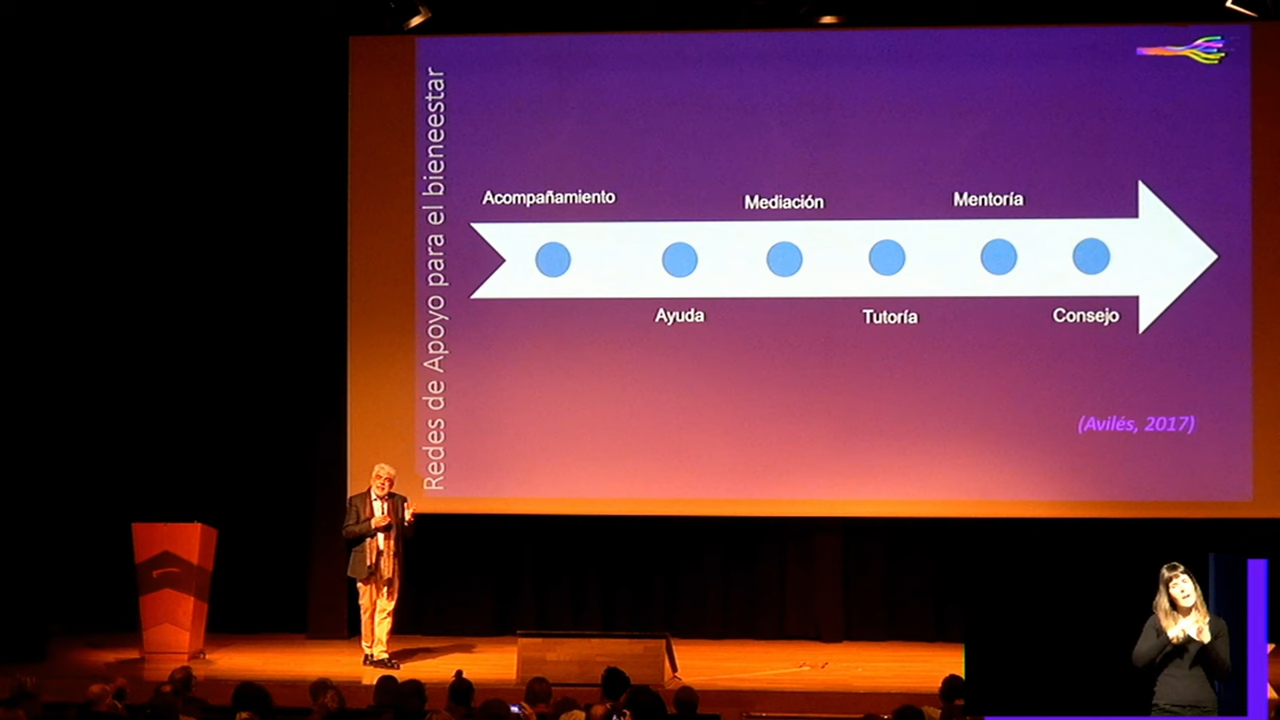 Redes de Apoyo para el bieneestar
Acompañamiento
Mediación
Mentoría
Ayuda
Tutoría
Consejo
(Avilés, 2017)